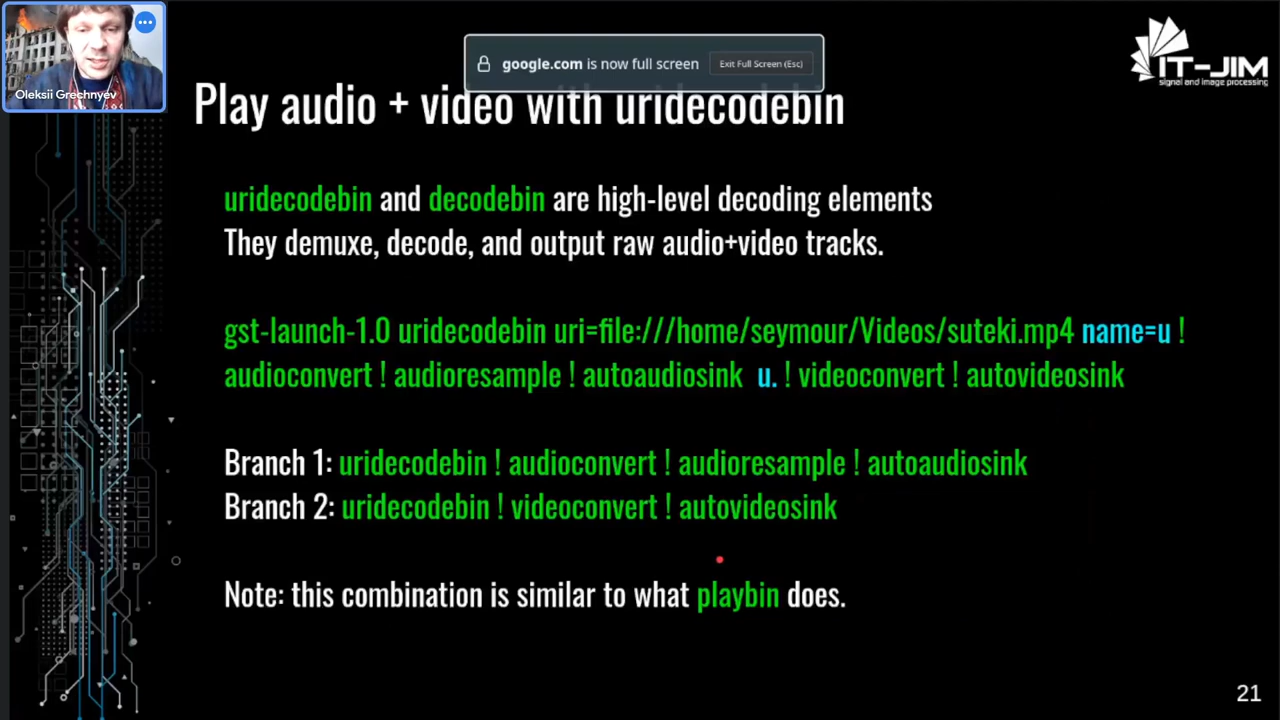 Oleksii Grechnyev
google.com is now full screen
Exit Full Screen (Esc)
IT-JIM
signal and image processing
Play audio + video with uridecodebin
uridecodebin and decodebin are high-level decoding elements
They demuxe, decode, and output raw audio+video tracks.
gst-launch-1.0 uridecodebin uri=file:///home/seymour/Videos/suteki.mp4 name=u !
audioconvert ! audioresample ! autoaudiosink u. ! videoconvert ! autovideosink
Branch 1: uridecodebin ! audioconvert ! audioresample ! autoaudiosink
Branch 2: uridecodebin ! videoconvert ! autovideosink
Note: this combination is similar to what playbin does.
21